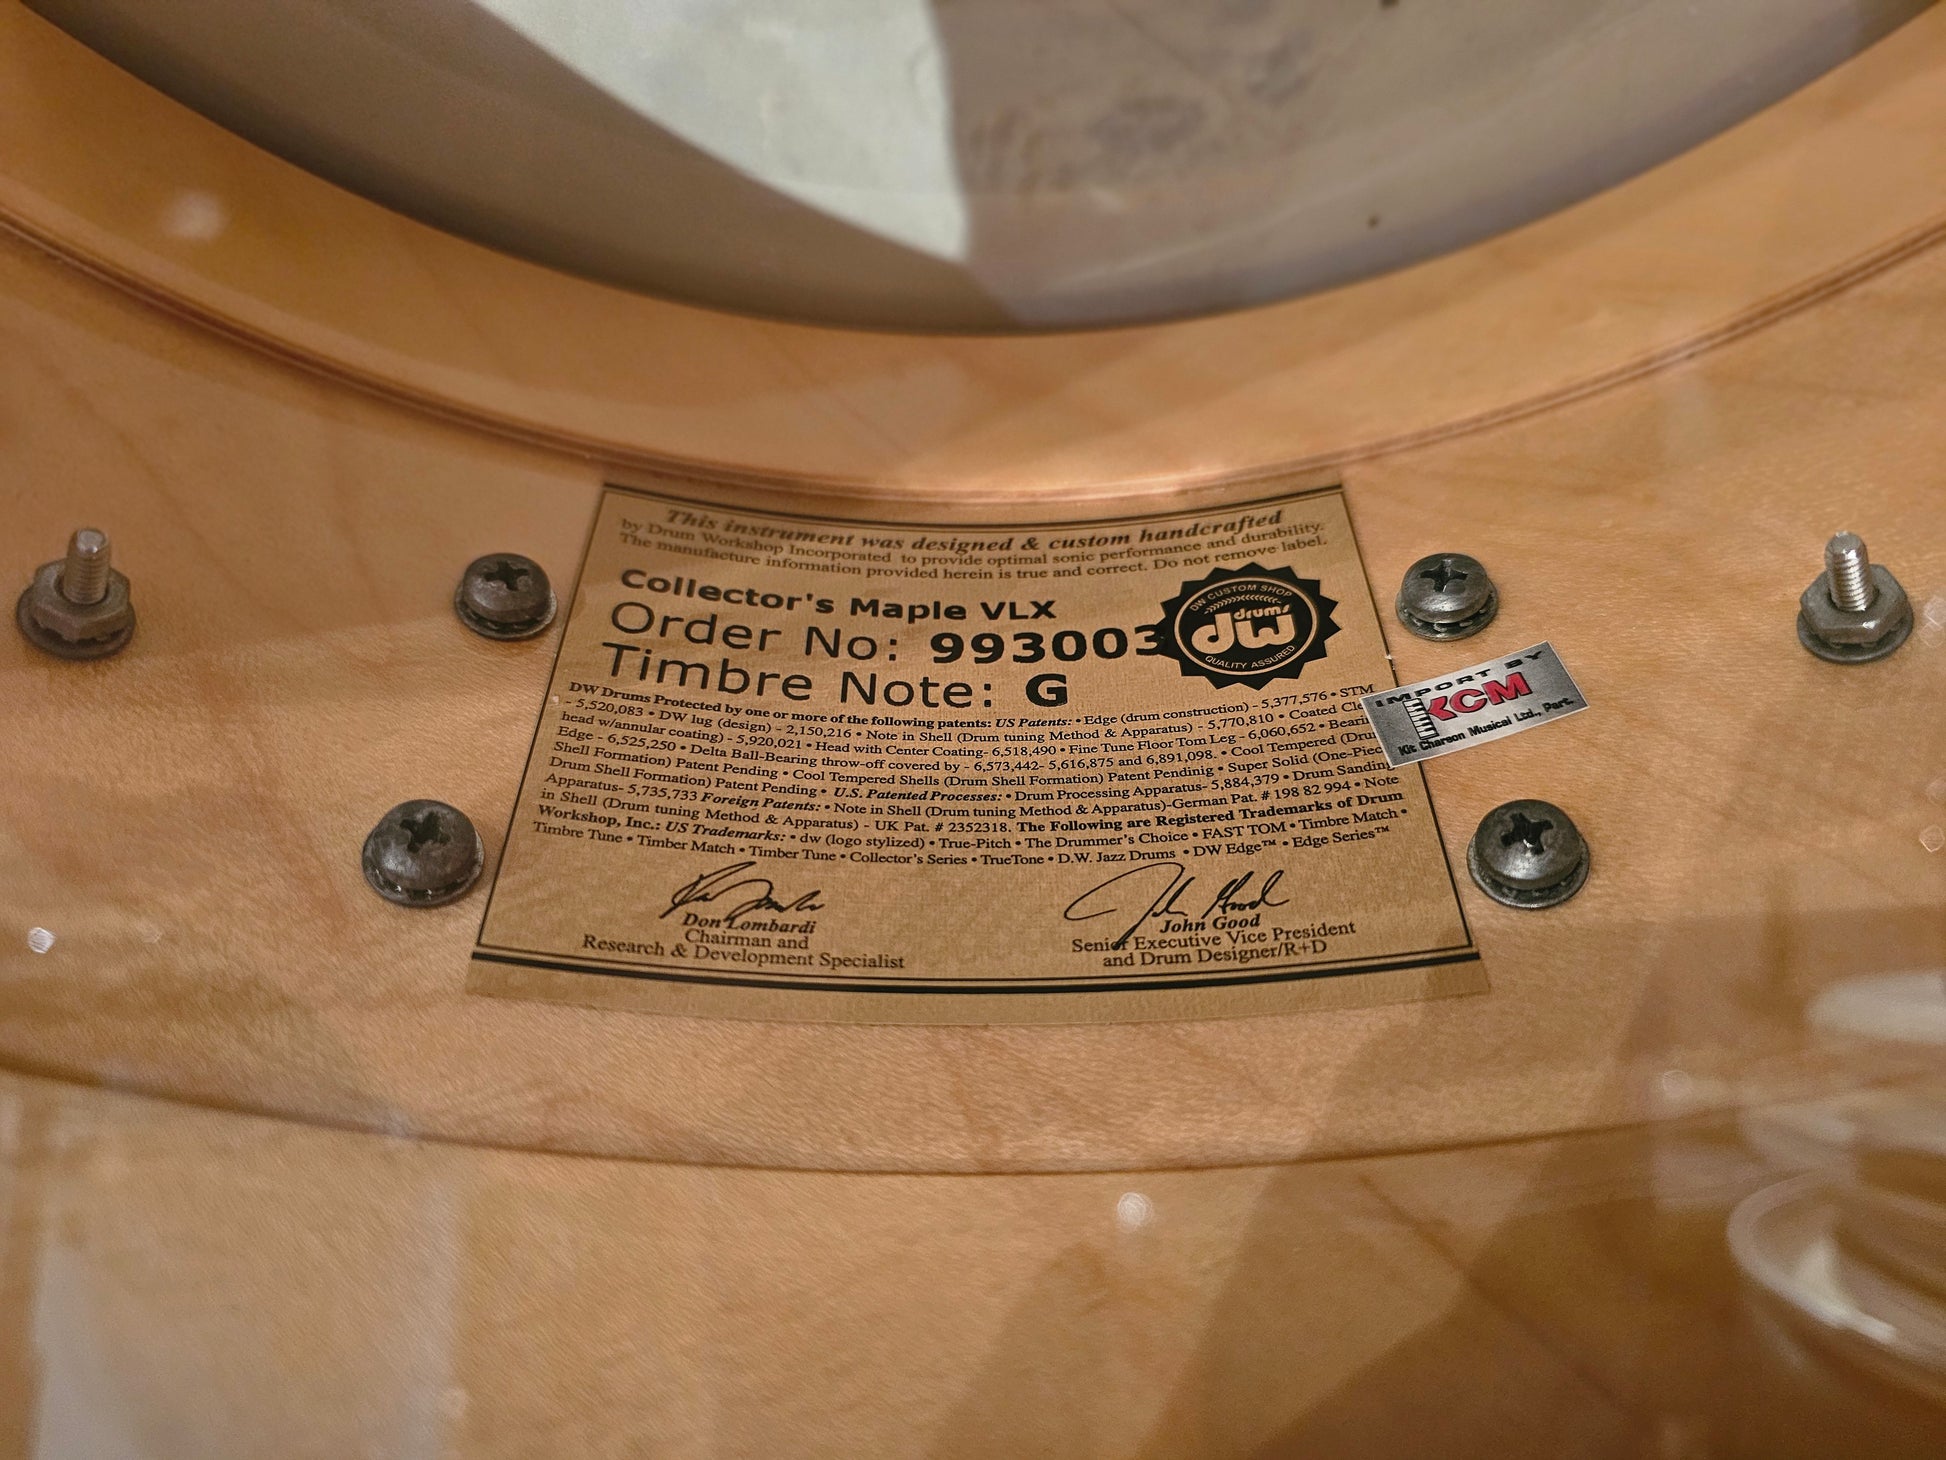 This instrument was designed & custom handcrafted
by Drum Workshop Incorporated to provide optimal sonic performance and durability.
The manufacture information provided herein is true and correct. Do not remove label.
Collector's Maple VLX
Order No: 993003
Timbre Note: G
DW CUSTOM SHOP
drums
dw
QUALITY ASSURED
DW Drums Protected by one or more of the following patents: US Patents: • Edge (drum construction) - 5,377,576 • STM
- 5,520,083 • DW lug (design) - 2,150,216 • Note in Shell (Drum tuning Method & Apparatus) - 5,770,810 • Coated
head w/annular coating) - 5,920,021 • Head with Center Coating- 6,518,490 • Fine Tune Floor Tom Leg - 6,060,652 •
Edge - 6,525,250 • Delta Ball-Bearing throw-off covered by - 6,573,442- 5,616,875 and 6,891,098. • Cool Tempered
Shell Formation) Patent Pending • Cool Tempered Shells (Drum Shell Formation) Patent Pendinig • Super Solid
Drum Shell Formation) Patent Pending • U.S. Patented Processes: • Drum Processing Apparatus- 5,884,379 • Drum Sanding
Apparatus- 5,735,733 Foreign Patents: • Note in Shell (Drum tuning Method & Apparatus)-German Pat. # 198 82 994 • Note
in Shell (Drum tuning Method & Apparatus) - UK Pat. # 2352318. The Following are Registered Trademarks of Drum
Workshop, Inc.: US Trademarks: • dw (logo stylized) • True-Pitch • The Drummer's Choice • FAST TOM • Timbre Match •
Timbre Tune • Timber Match • Timber Tune • Collector's Series • TrueTone • D.W. Jazz Drums • DW Edge™ • Edge Series™
Don Lombardi
Chairman and
Research & Development Specialist
John Good
Senior Executive Vice President
and Drum Designer/R+D
IMPORT BY
KCM
Kit Charson Musical Ltd., Part.